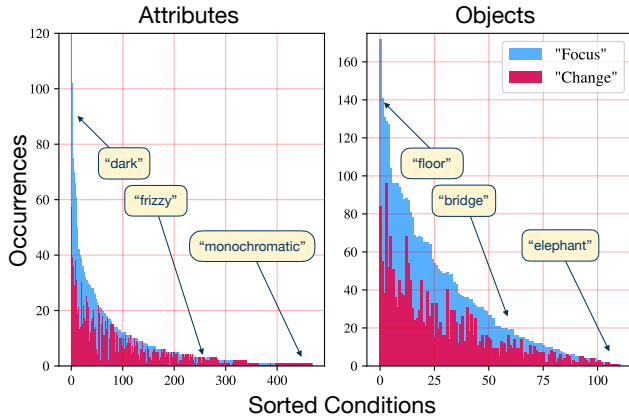 Attributes
Objects
Occurrences
120
100
80
60
40
20
0
0
100
200
300
400
"dark"
"frizzy"
"monochromatic"
160
140
120
100
80
60
40
20
0
0
25
50
75
100
"Focus"
"Change"
"floor"
"bridge"
"elephant"
Sorted Conditions